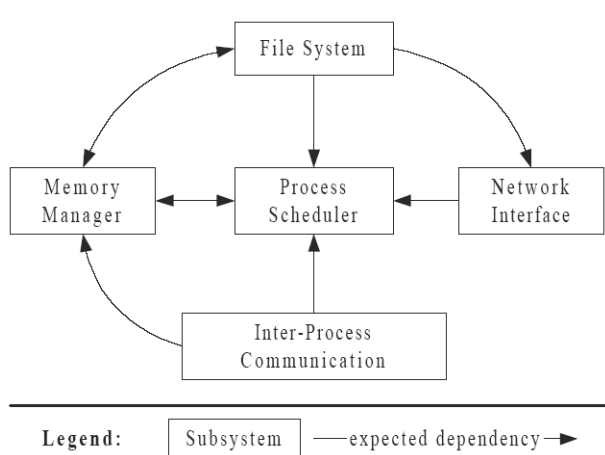 File System
Memory
Manager
Process
Scheduler
Network
Interface
Inter-Process
Communication
Legend:
Subsystem
expected dependency